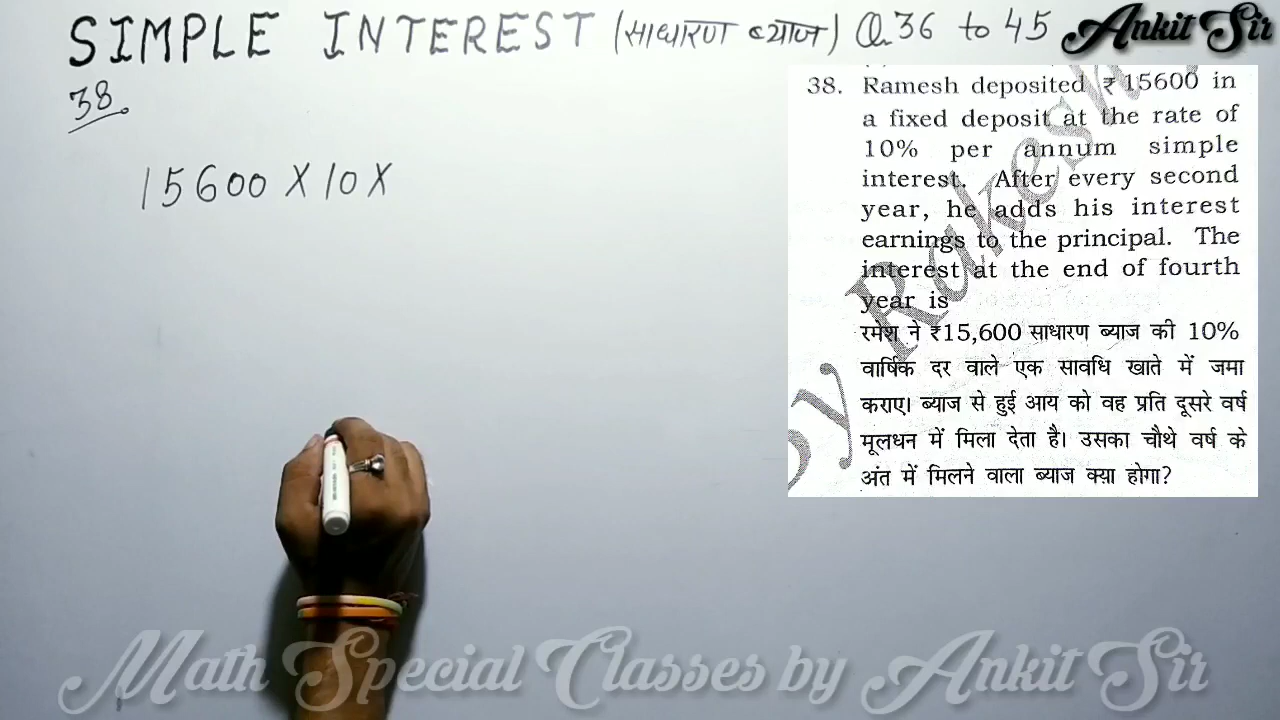 SIMPLE INTEREST (साधारण ब्याज) Q.36 to 45 Ankit Sir
38.
15600 X 10 X
38. Ramesh deposited ₹ 15600 in
a fixed deposit at the rate of
10% per annum simple
interest. After every second
year, he adds his interest
earnings to the principal. The
interest at the end of fourth
year is
रमेश ने ₹15,600 साधारण ब्याज की 10%
वार्षिक दर वाले एक सावधि खाते में जमा
कराए। ब्याज से हुई आय को वह प्रति दूसरे वर्ष
मूलधन में मिला देता है। उसका चौथे वर्ष के
अंत में मिलने वाला ब्याज क्या होगा?
By Rakesh
Math Special Classes by Ankit Sir